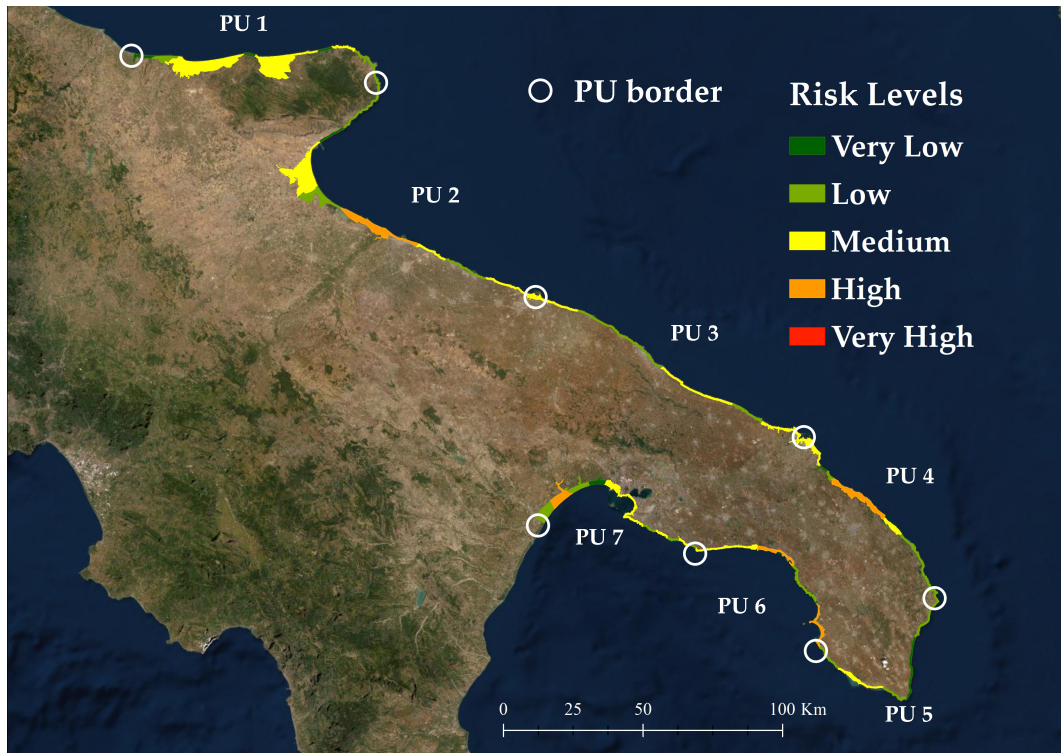 PU 1
PU border
Risk Levels
Very Low
Low
Medium
High
Very High
PU 2
PU 3
PU 4
PU 7
PU 6
PU 5
0 25 50 100 Km